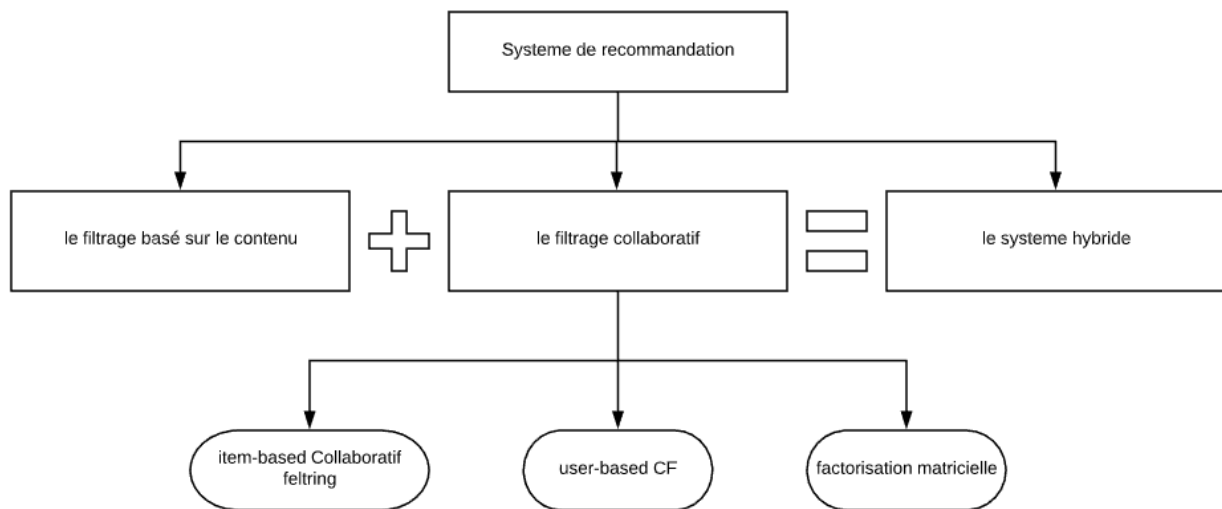 Systeme de recommandation
le filtrage basé sur le contenu
le filtrage collaboratif
le systeme hybride
item-based Collaboratif
feltring
user-based CF
factorisation matricielle